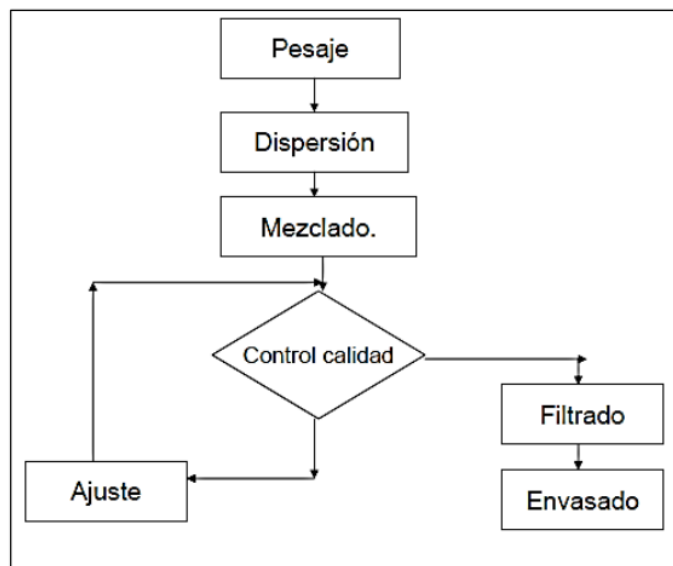 Pesaje
Dispersión
Mezclado.
Control calidad
Filtrado
Ajuste
Envasado